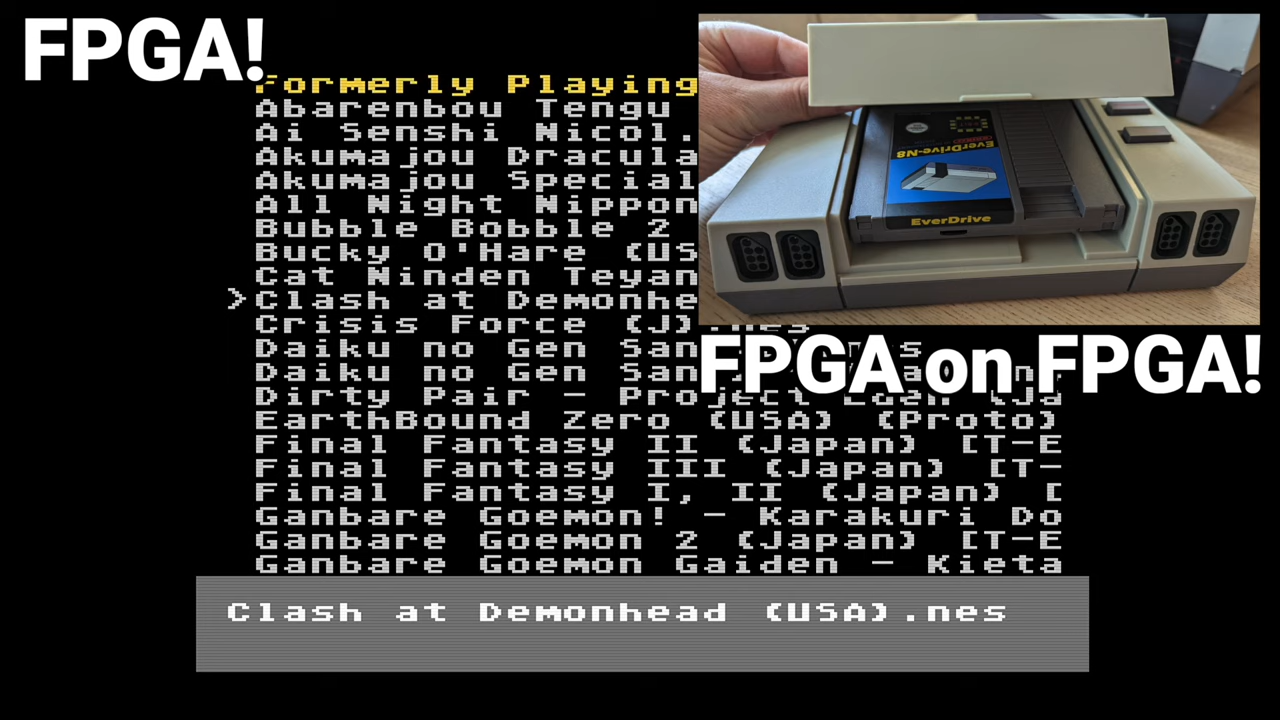 FPGA!
Formerly Playing
Abarenbou Tengu
Ai Senshi Nicol.
Akumajou Dracula
Akumajou Special
All Night Nippon
Bubble Bobble 2
Bucky O'Hare (US
Cat Ninden Teyan
>Clash at Demonhe
Crisis Force (J).nes
Daiku no Gen San
Daiku no Gen San
Dirty Pair - Project
EarthBound Zero (USA) (Proto)
Final Fantasy II (Japan) [T-E
Final Fantasy III (Japan) [T-
Final Fantasy I, II (Japan) [
Ganbare Goemon! - Karakuri Do
Ganbare Goemon 2 (Japan) [T-E
Ganbare Goemon Gaiden - Kieta
Clash at Demonhead (USA).nes
EverDrive-N8
EverDrive
FPGA on FPGA!